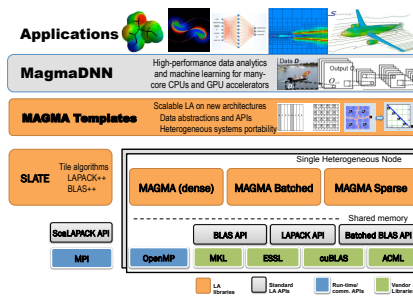 Applications
MagmaDNN
High-performance data analytics
and machine learning for many-
core CPUs and GPU accelerators
Data D
Output O
MAGMA Templates
Scalable LA on new architectures
Data abstractions and APIs
Heterogeneous systems portability
SLATE
Tile algorithms
LAPACK++
BLAS++
Single Heterogeneous Node
MAGMA (dense)
MAGMA Batched
MAGMA Sparse
Shared memory
ScaLAPACK API
BLAS API
LAPACK API
Batched BLAS API
MPI
OpenMP
MKL
ESSL
cuBLAS
ACML
LA
libraries
Standard
LA APIs
Run-time/
comm. APIs
Vendor
Libraries